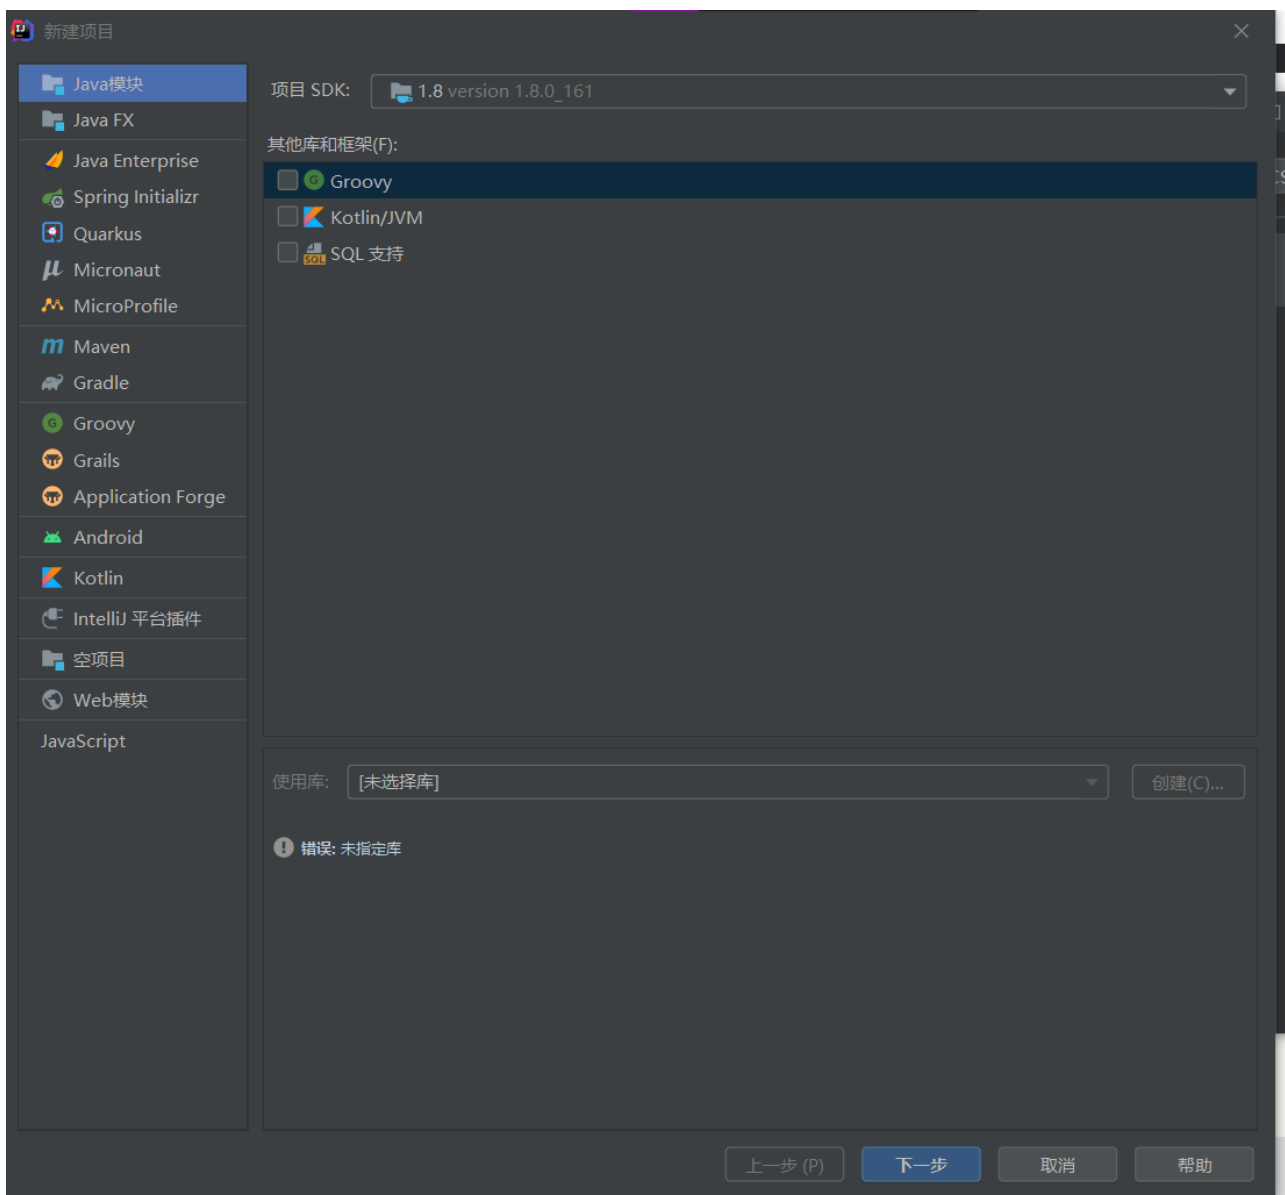 新建项目
Java模块
Java FX
Java Enterprise
Spring Initializr
Quarkus
Micronaut
MicroProfile
Maven
Gradle
Groovy
Grails
Application Forge
Android
Kotlin
IntelliJ 平台插件
空项目
Web模块
JavaScript
项目 SDK: 1.8 version 1.8.0_161
其他库和框架(F):
Groovy
Kotlin/JVM
SQL 支持
使用库: [未选择库] 创建(C)...
错误: 未指定库
上一步 (P) 下一步 取消 帮助